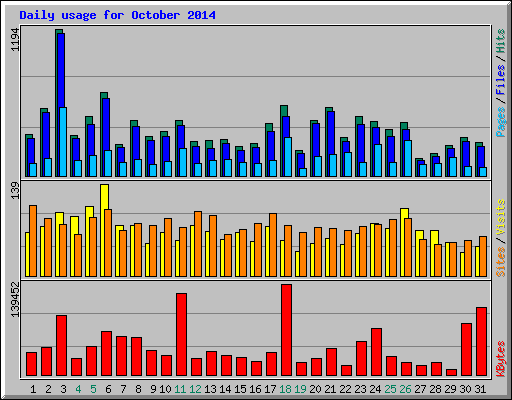 Daily usage for October 2014
1194
Pages / Files / Hits
139
Sites / Visits
139452
KBytes
1 2 3 4 5 6 7 8 9 10 11 12 13 14 15 16 17 18 19 20 21 22 23 24 25 26 27 28 29 30 31